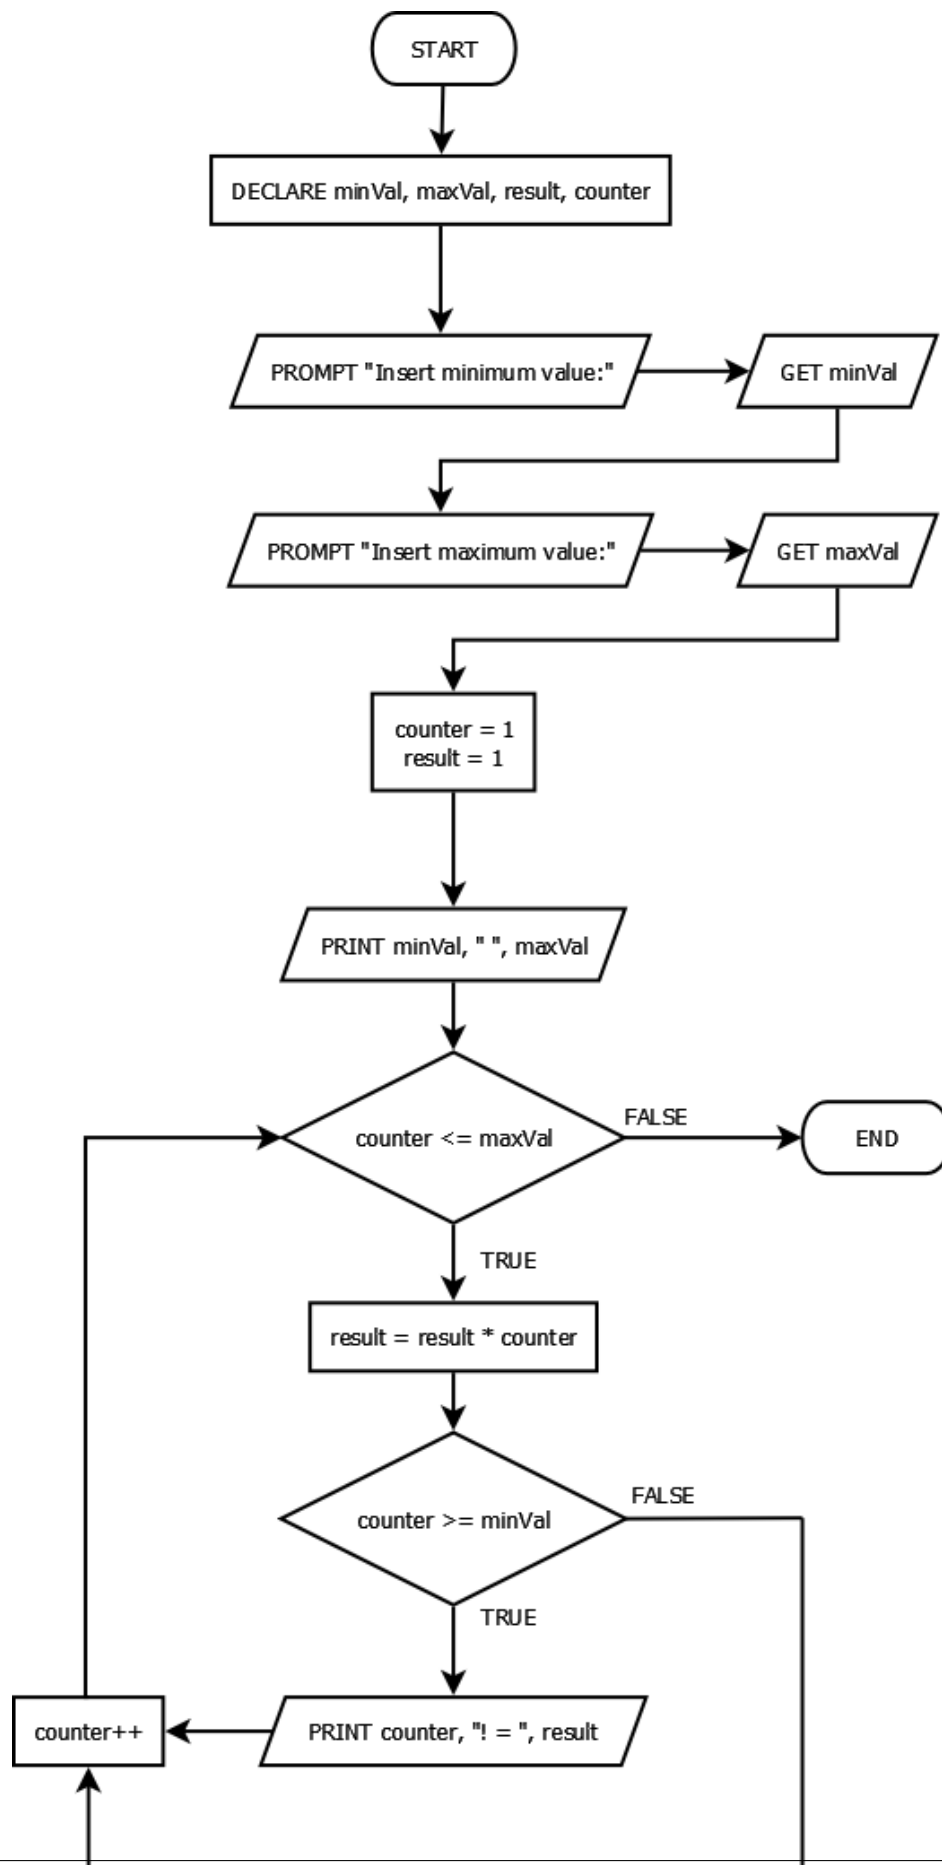 START
DECLARE minVal, maxVal, result, counter
PROMPT "Insert minimum value:"
GET minVal
PROMPT "Insert maximum value:"
GET maxVal
counter = 1
result = 1
PRINT minVal, " ", maxVal
counter <= maxVal
FALSE
END
TRUE
result = result * counter
counter >= minVal
FALSE
TRUE
counter++
PRINT counter, "! = ", result